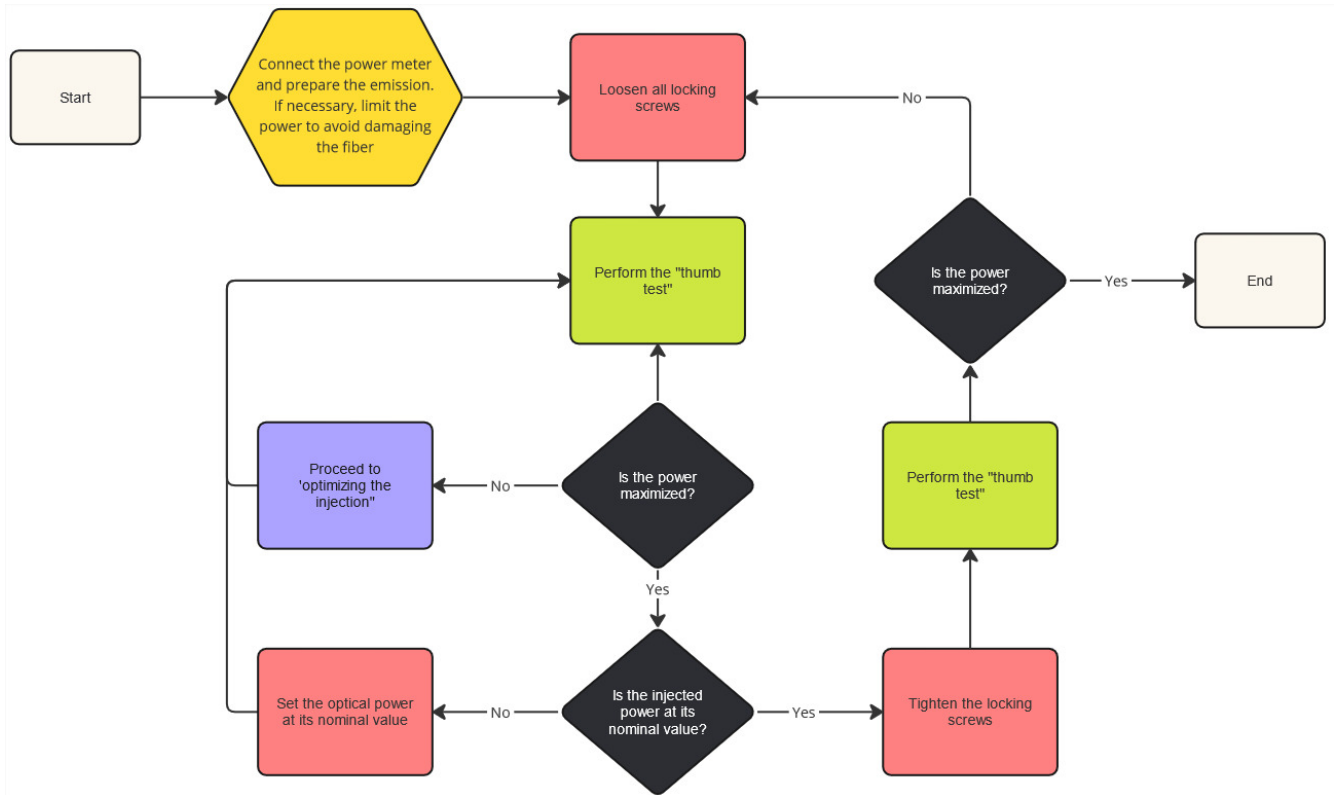 Start
Connect the power meter
and prepare the emission.
If necessary, limit the
power to avoid damaging
the fiber
Loosen all locking
screws
No
Perform the "thumb
test"
Is the power
maximized?
Yes
End
Proceed to
'optimizing the
injection"
No
Is the power
maximized?
Perform the "thumb
test"
Yes
Set the optical power
at its nominal value
No
Is the injected
power at its
nominal value?
Yes
Tighten the locking
screws